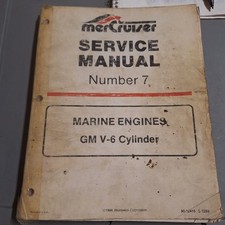 merCruiser
SERVICE
MANUAL
Number 7
MARINE ENGINES
GM V-6 Cylinder